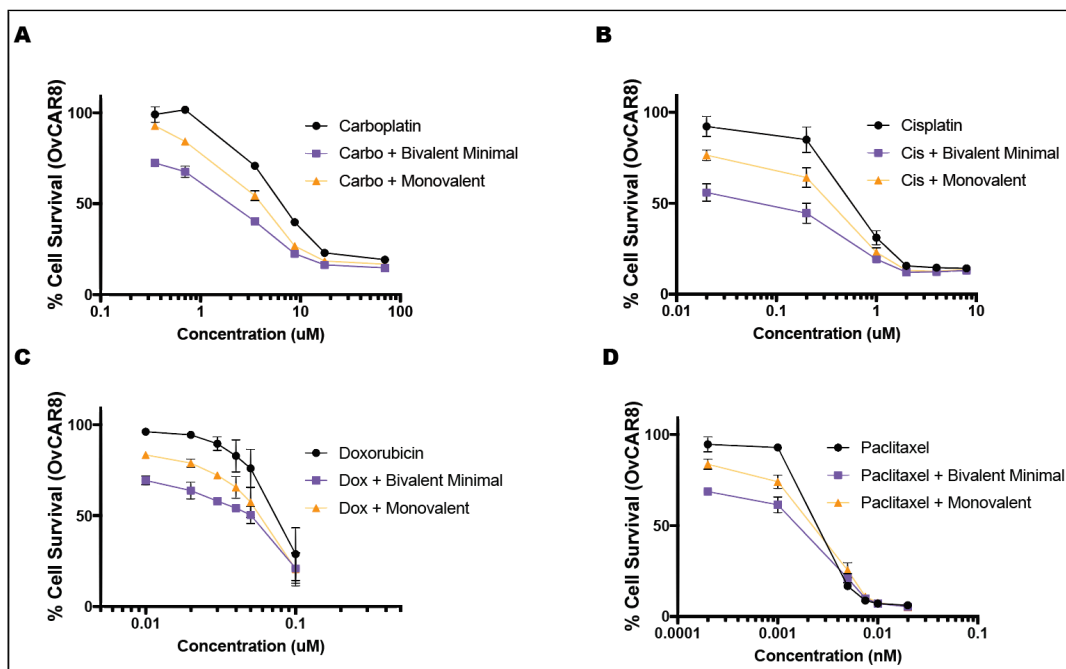 A
% Cell Survival (OvCAR8)
100
50
0
0.1
1
10
100
Concentration (uM)
Carboplatin
Carbo + Bivalent Minimal
Carbo + Monovalent
B
% Cell Survival (OvCAR8)
100
50
0
0.01
0.1
1
10
Concentration (uM)
Cisplatin
Cis + Bivalent Minimal
Cis + Monovalent
C
% Cell Survival (OvCAR8)
100
50
0
0.01
0.1
Concentration (uM)
Doxorubicin
Dox + Bivalent Minimal
Dox + Monovalent
D
% Cell Survival (OvCAR8)
100
50
0
0.0001
0.001
0.01
0.1
Concentration (nM)
Paclitaxel
Paclitaxel + Bivalent Minimal
Paclitaxel + Monovalent